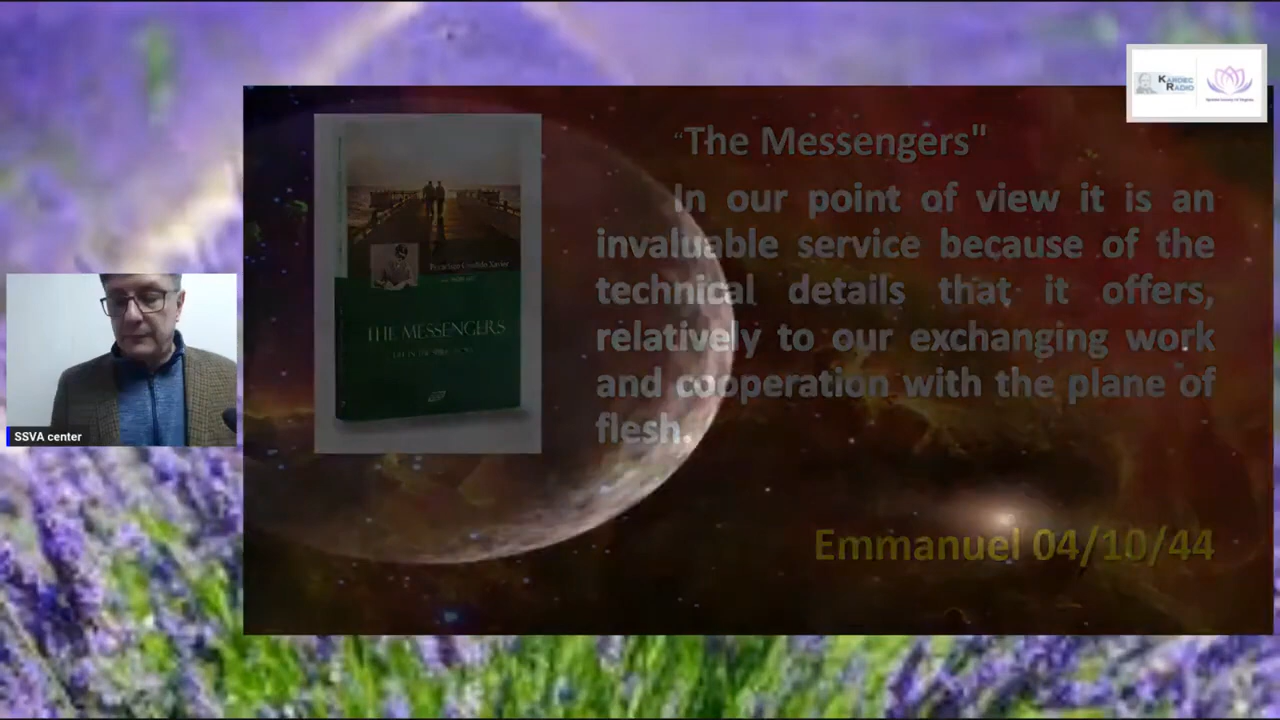 KARDEC
RADIO
"The Messengers"
In our point of view it is an
invaluable service because of the
technical details that it offers,
relatively to our exchanging work
and cooperation with the plane of
flesh.
Emmanuel 04/10/44
Francisco Candido Xavier
THE MESSENGERS
SSVA center